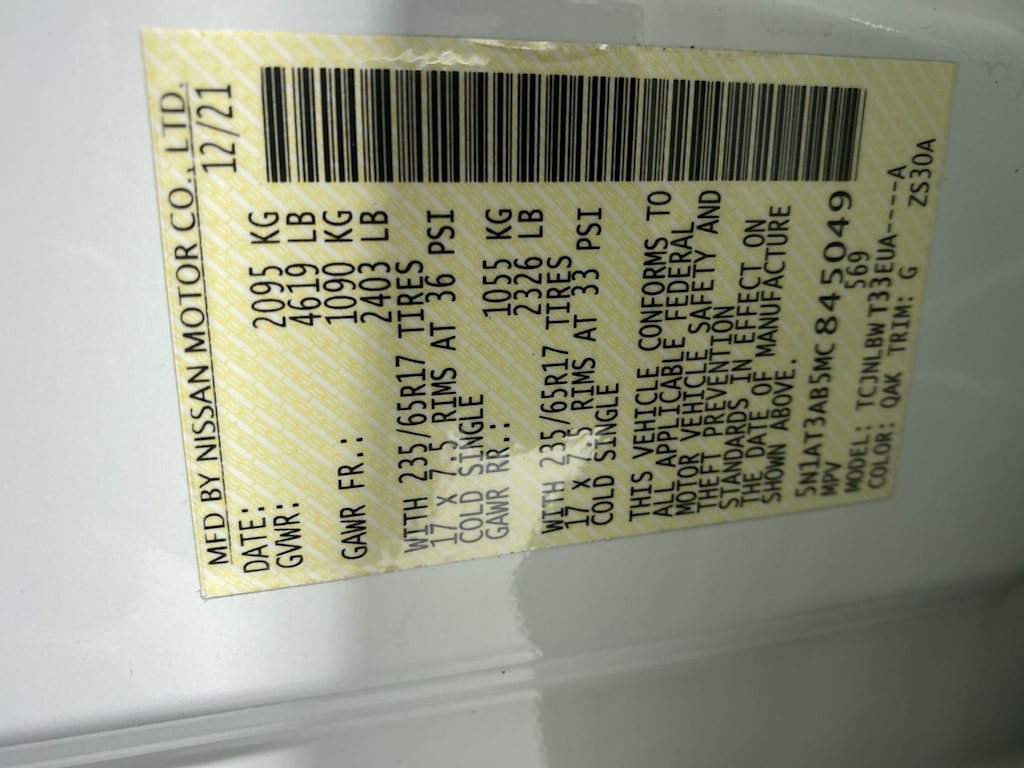 MFD BY NISSAN MOTOR CO., LTD.
DATE: 12/21
GVWR: 2095 KG
4619 LB
GAWR FR.: 1090 KG
2403 LB
WITH 235/65R17 TIRES
17 X 7.5 RIMS AT 36 PSI
COLD SINGLE
GAWR RR.: 1055 KG
2326 LB
WITH 235/65R17 TIRES
17 X 7.5 RIMS AT 33 PSI
COLD SINGLE
THIS VEHICLE CONFORMS TO
ALL APPLICABLE FEDERAL
MOTOR VEHICLE SAFETY AND
THEFT PREVENTION
STANDARDS IN EFFECT ON
THE DATE OF MANUFACTURE
SHOWN ABOVE.
5N1AT3AB5MC845049
MPV 569
MODEL: TCJNLBWT33EUA----A
COLOR: QAK TRIM: G ZS30A